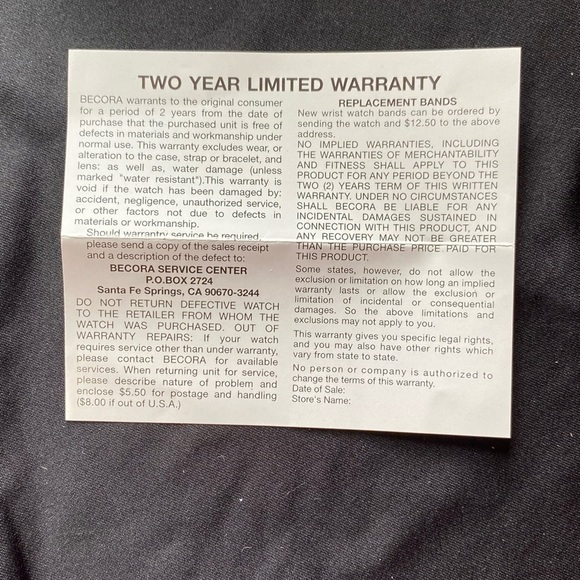 TWO YEAR LIMITED WARRANTY
BECORA warrants to the original consumer
for a period of 2 years from the date of
purchase that the purchased unit is free of
defects in materials and workmanship under
normal use. This warranty excludes wear, or
alteration to the case, strap or bracelet, and
lens: as well as, water damage (unless
marked "water resistant").This warranty is
void if the watch has been damaged by:
accident, negligence, unauthorized service,
or other factors not due to defects in
materials or workmanship.
Should warranty service be required,
please send a copy of the sales receipt
and a description of the defect to:
BECORA SERVICE CENTER
P.O.BOX 2724
Santa Fe Springs, CA 90670-3244
DO NOT RETURN DEFECTIVE WATCH
TO THE RETAILER FROM WHOM THE
WATCH WAS PURCHASED. OUT OF
WARRANTY REPAIRS: If your watch
requires service other than under warranty,
please contact BECORA for available
services. When returning unit for service,
please describe nature of problem and
enclose $5.50 for postage and handling
($8.00 if out of U.S.A.)
REPLACEMENT BANDS
New wrist watch bands can be ordered by
sending the watch and $12.50 to the above
address.
NO IMPLIED WARRANTIES, INCLUDING
THE WARRANTIES OF MERCHANTABILITY
AND FITNESS SHALL APPLY TO THIS
PRODUCT FOR ANY PERIOD BEYOND THE
TWO (2) YEARS TERM OF THIS WRITTEN
WARRANTY. UNDER NO CIRCUMSTANCES
SHALL BECORA BE LIABLE FOR ANY
INCIDENTAL DAMAGES SUSTAINED IN
CONNECTION WITH THIS PRODUCT, AND
ANY RECOVERY MAY NOT BE GREATER
THAN THE PURCHASE PRICE PAID FOR
THIS PRODUCT.
Some states, however, do not allow the
exclusion or limitation on how long an implied
warranty lasts or allow the exclusion or
limitation of incidental or consequential
damages. So the above limitations and
exclusions may not apply to you.
This warranty gives you specific legal rights,
and you may also have other rights which
vary from state to state.
No person or company is authorized to
change the terms of this warranty.
Date of Sale:
Store's Name: